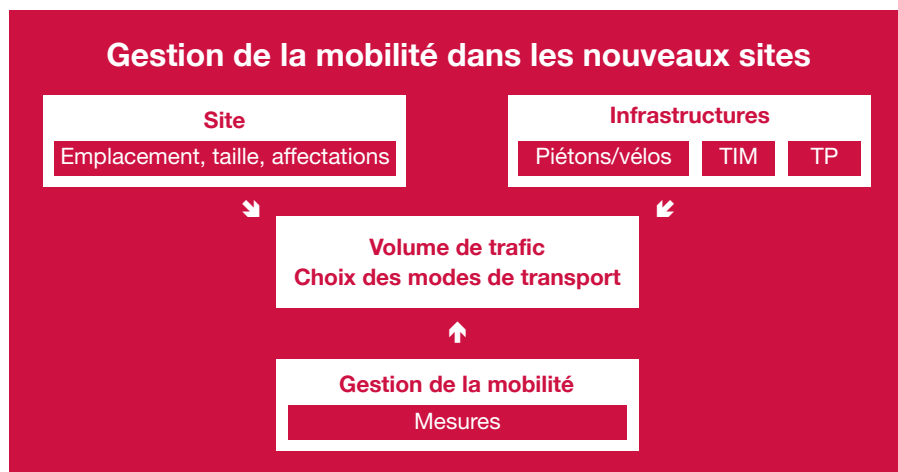 Gestion de la mobilité dans les nouveaux sites
Site
Emplacement, taille, affectations
Infrastructures
Piétons/vélos
TIM
TP
Volume de trafic
Choix des modes de transport
Gestion de la mobilité
Mesures